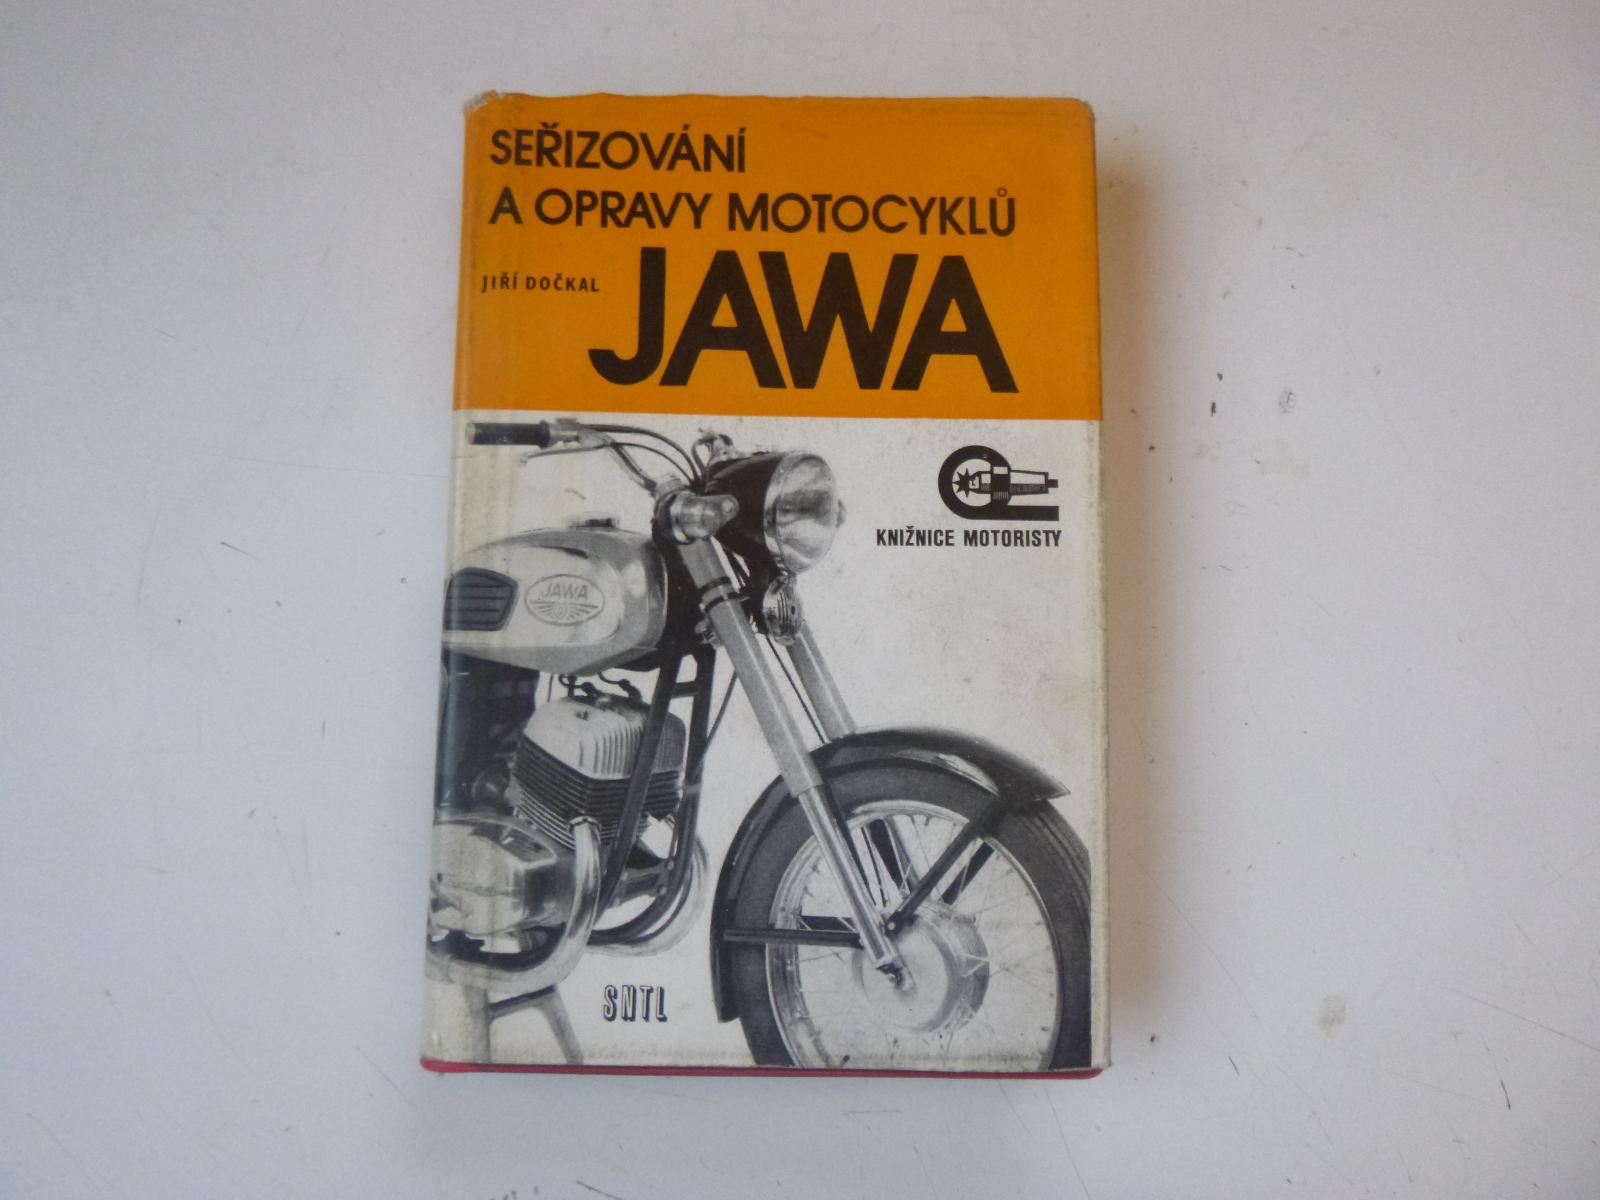 SEŘIZOVÁNÍ
A OPRAVY MOTOCYKLŮ
JIŘÍ DOČKAL
JAWA
KNIŽNICE MOTORISTY
JAWA
SNTL